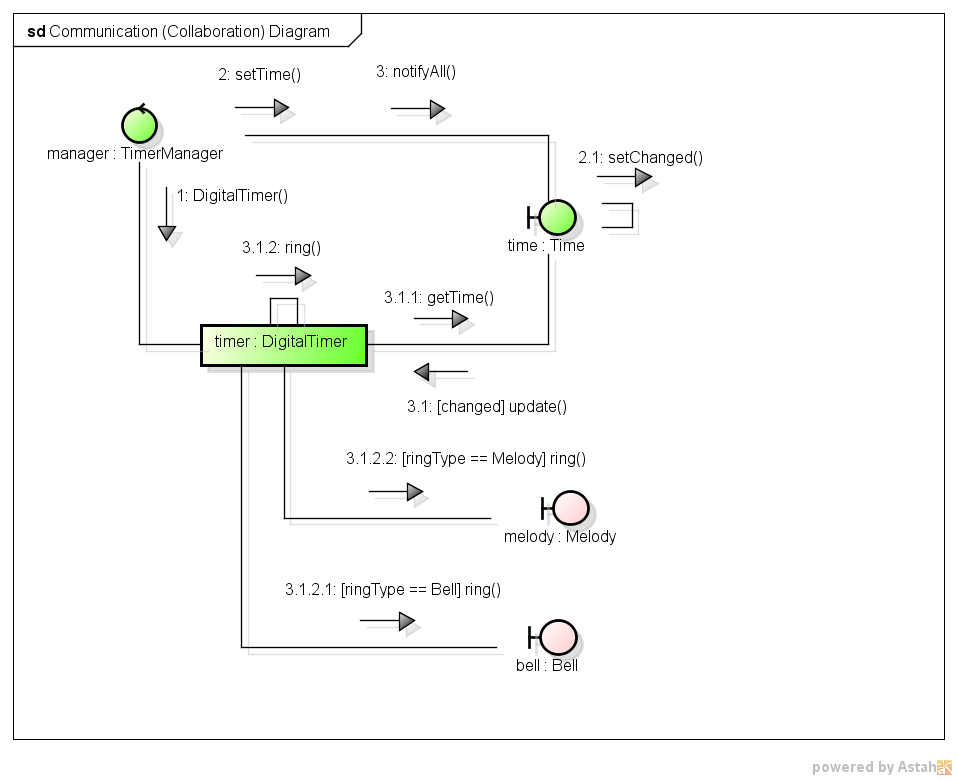 sd Communication (Collaboration) Diagram
2: setTime()
3: notifyAll()
manager : TimerManager
2.1: setChanged()
1: DigitalTimer()
time : Time
3.1.2: ring()
3.1.1: getTime()
timer : DigitalTimer
3.1: [changed] update()
3.1.2.2: [ringType == Melody] ring()
melody : Melody
3.1.2.1: [ringType == Bell] ring()
bell : Bell
powered by Astah